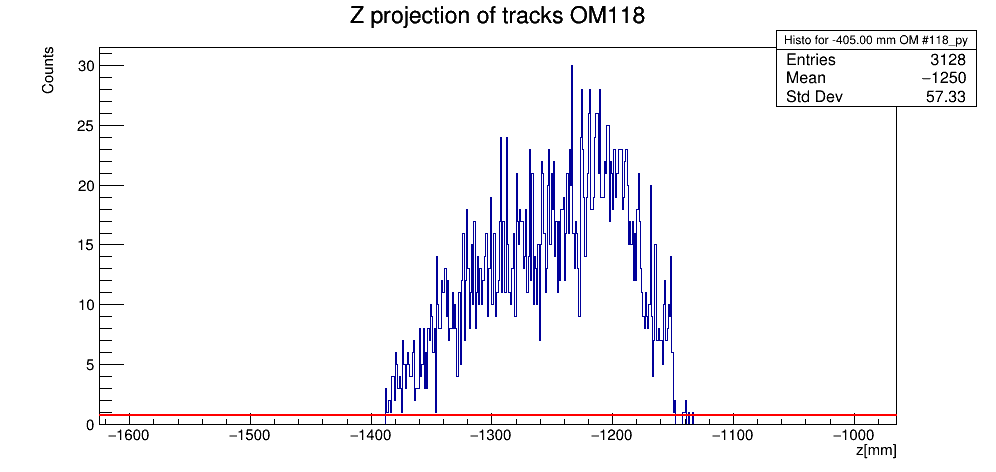 Z projection of tracks OM118
Histo for -405.00 mm OM #118_py
Entries 3128
Mean −1250
Std Dev 57.33
Counts
30
25
20
15
10
5
0
−1600 −1500 −1400 −1300 −1200 −1100 −1000
z[mm]